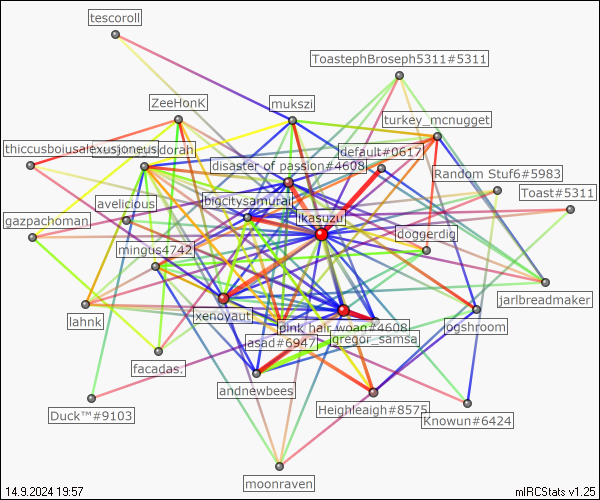 tescoroll
ToastephBroseph5311#5311
ZeeHonK
mukszi
turkey_mcnugget
thiccusboiusalexusjoneus
dorah
default#0617
disaster of passion#4608
Random Stuf6#5983
Toast#5311
avelicious
bigcitysamurai
likasuzu
gazpachoman
doggerdig
mingus4742
jarlbreadmaker
lahnk
xenoyaut
pink hair woag#4608
ogshroom
asad#6947
gregor_samsa
facadas.
andnewbees
Heighleaigh#8575
Duck™#9103
Knowun#6424
moonraven
14.9.2024 19:57
mIRCStats v1.25